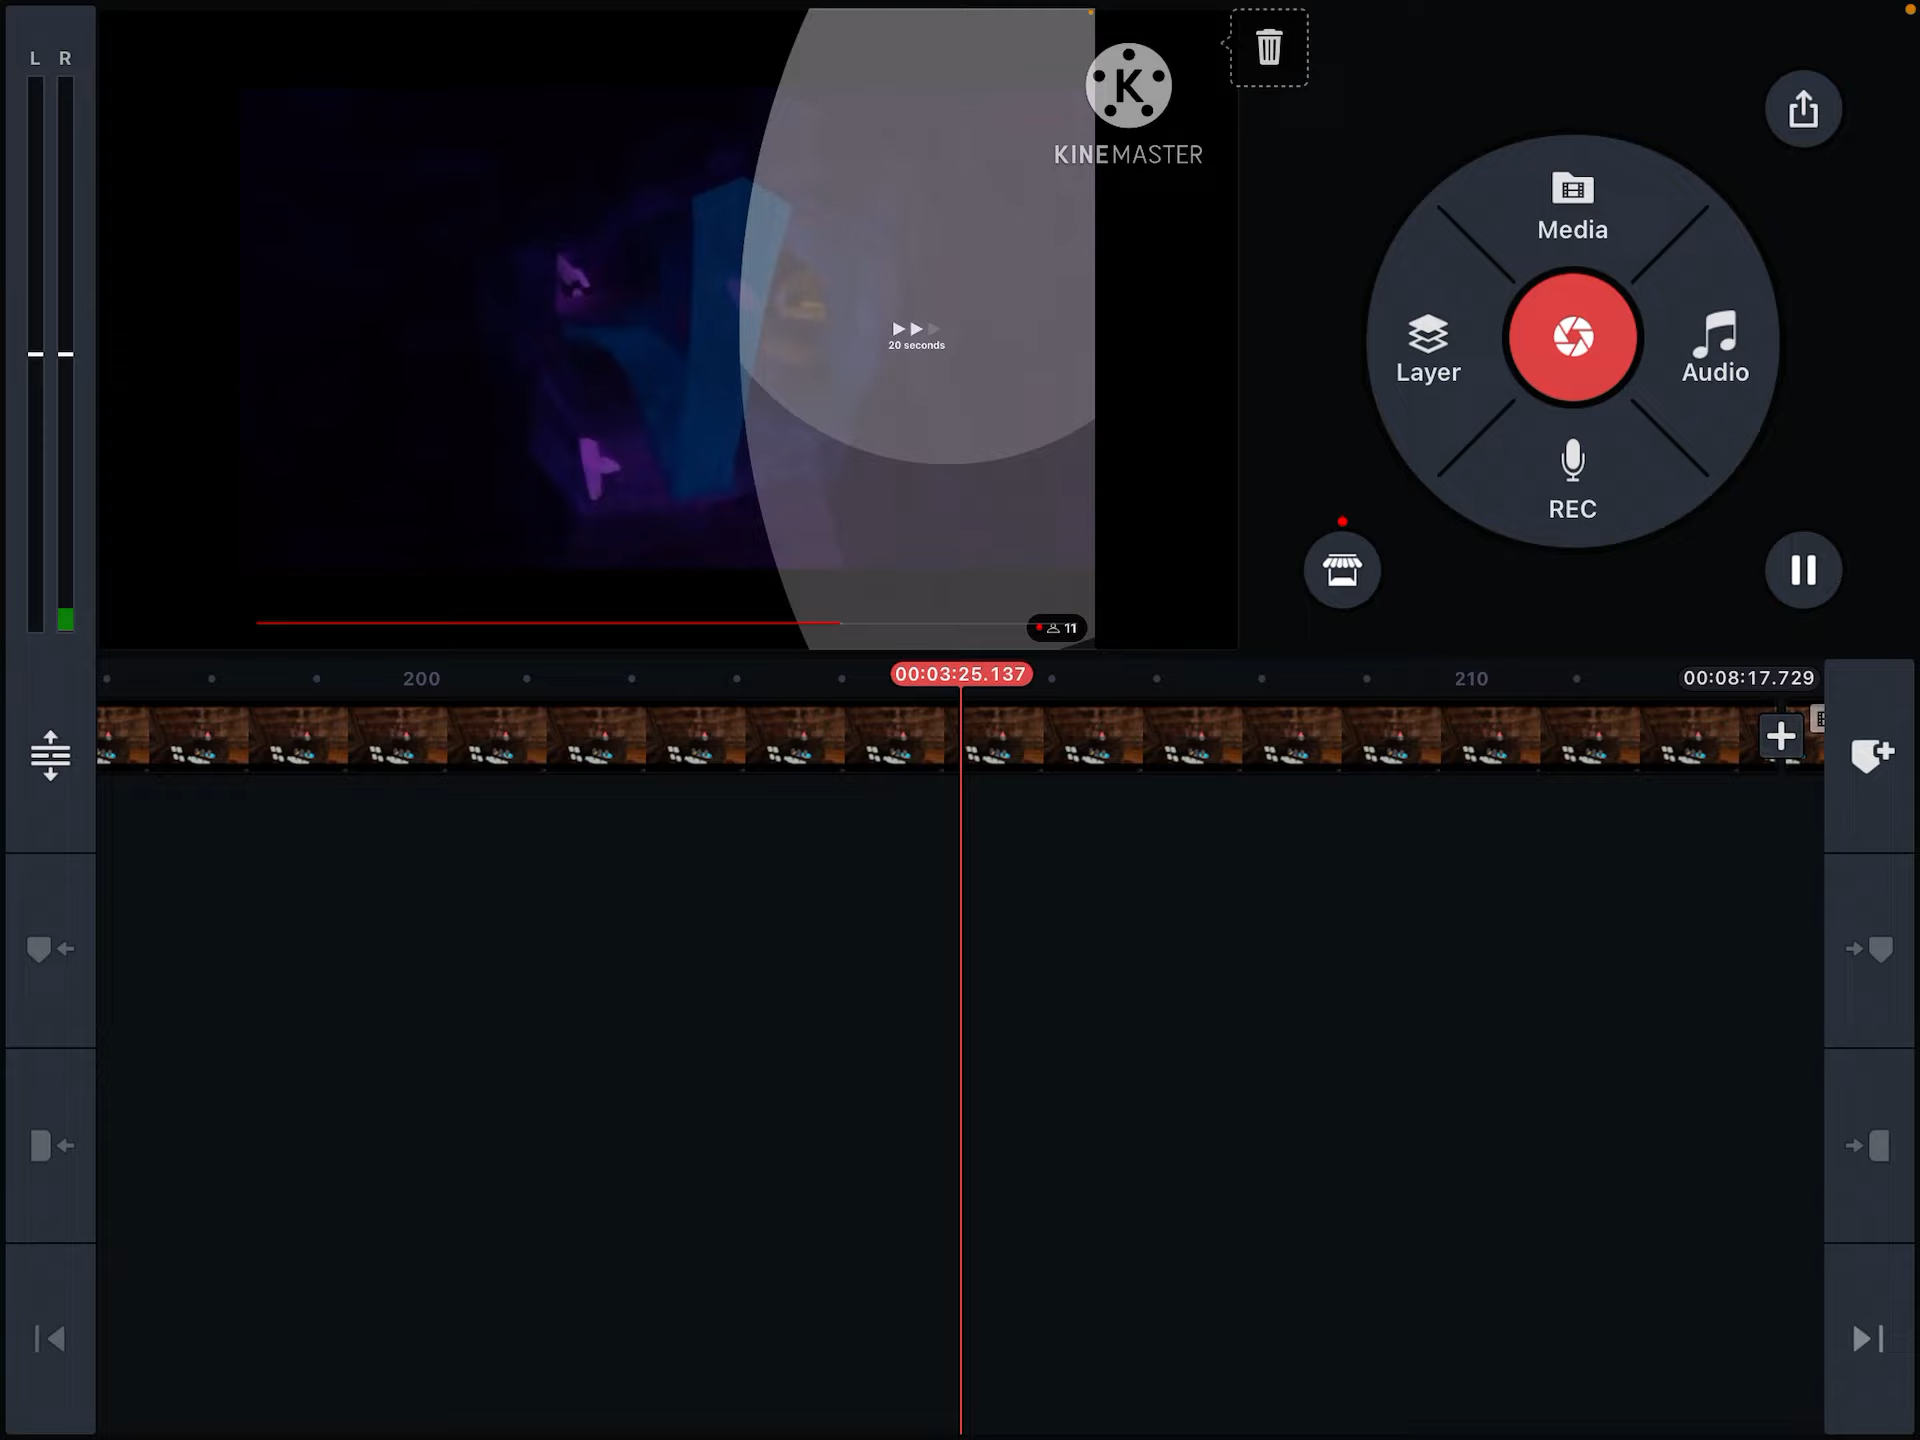 L R
K
KINEMASTER
Media
Layer
Audio
REC
20 seconds
11
200
00:03:25.137
210
00:08:17.729